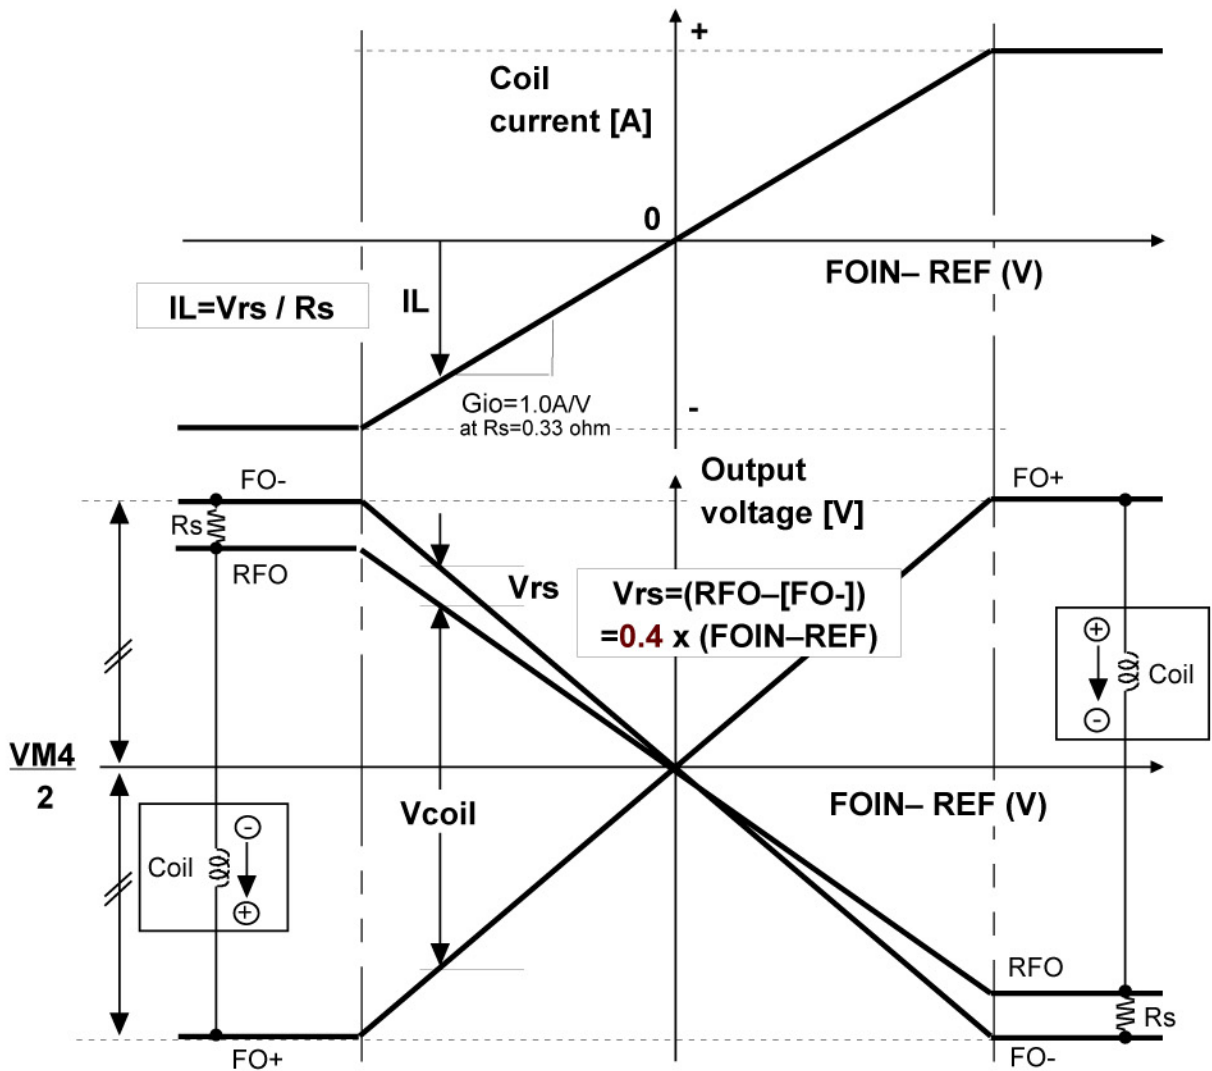 +
Coil
current [A]
0
FOIN– REF (V)
IL=Vrs / Rs
IL
Gio=1.0A/V
at Rs=0.33 ohm
-
Output
voltage [V]
FO-
FO+
Rs
RFO
Vrs
Vrs=(RFO–[FO-])
=0.4 x (FOIN–REF)
+
-
Coil
VM4
2
FOIN– REF (V)
Vcoil
-
Coil
+
RFO
Rs
FO+
FO-